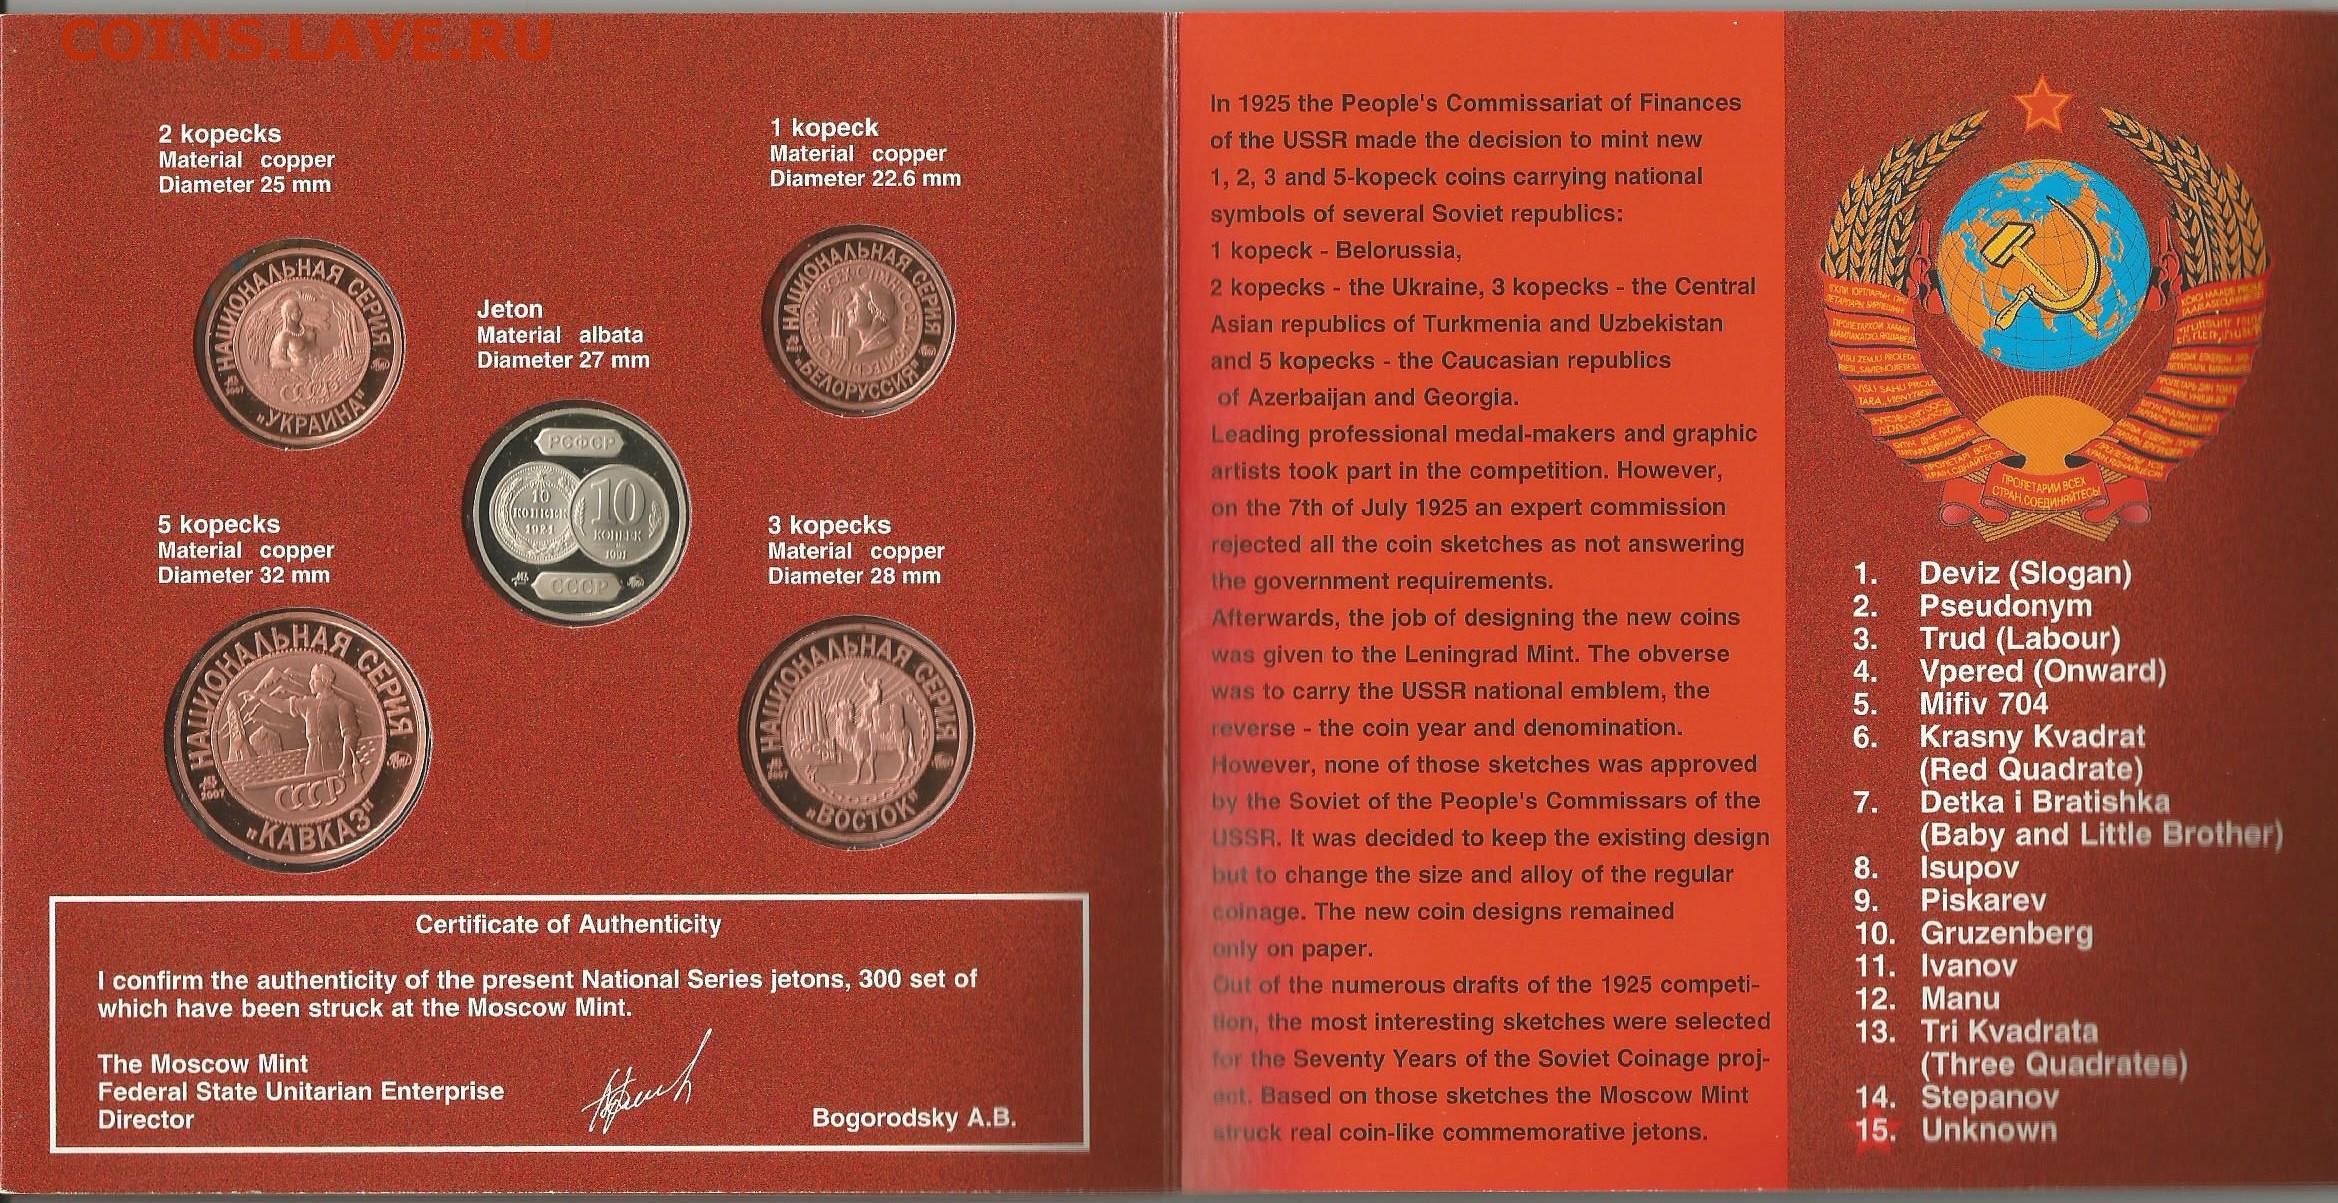 COINS.LAVE.RU
2 kopecks
Material copper
Diameter 25 mm
1 kopeck
Material copper
Diameter 22.6 mm
НАЦИОНАЛЬНАЯ СЕРИЯ
СССР
2007
"УКРАИНА"
НАЦИОНАЛЬНАЯ СЕРИЯ
"БЕЛОРУССИЯ"
Jeton
Material albata
Diameter 27 mm
РСФСР
10
КОПЕЕК
1921
10
КОПЕЕК
1991
СССР
5 kopecks
Material copper
Diameter 32 mm
3 kopecks
Material copper
Diameter 28 mm
НАЦИОНАЛЬНАЯ СЕРИЯ
СССР
2007
"КАВКАЗ"
НАЦИОНАЛЬНАЯ СЕРИЯ
2007
"ВОСТОК"
Certificate of Authenticity
I confirm the authenticity of the present National Series jetons, 300 set of
which have been struck at the Moscow Mint.
The Moscow Mint
Federal State Unitarian Enterprise
Director
Bogorodsky A.B.
In 1925 the People's Commissariat of Finances
of the USSR made the decision to mint new
1, 2, 3 and 5-kopeck coins carrying national
symbols of several Soviet republics:
1 kopeck - Belorussia,
2 kopecks - the Ukraine, 3 kopecks - the Central
Asian republics of Turkmenia and Uzbekistan
and 5 kopecks - the Caucasian republics
of Azerbaijan and Georgia.
Leading professional medal-makers and graphic
artists took part in the competition. However,
on the 7th of July 1925 an expert commission
rejected all the coin sketches as not answering
the government requirements.
Afterwards, the job of designing the new coins
was given to the Leningrad Mint. The obverse
was to carry the USSR national emblem, the
reverse - the coin year and denomination.
However, none of those sketches was approved
by the Soviet of the People's Commissars of the
USSR. It was decided to keep the existing design
but to change the size and alloy of the regular
coinage. The new coin designs remained
only on paper.
Out of the numerous drafts of the 1925 competi-
tion, the most interesting sketches were selected
for the Seventy Years of the Soviet Coinage proj-
ect. Based on those sketches the Moscow Mint
struck real coin-like commemorative jetons.
ПРОЛЕТАРИИ ВСЕХ
СТРАН, СОЕДИНЯЙТЕСЬ!
1. Deviz (Slogan)
2. Pseudonym
3. Trud (Labour)
4. Vpered (Onward)
5. Mifiv 704
6. Krasny Kvadrat
(Red Quadrate)
7. Detka i Bratishka
(Baby and Little Brother)
8. Isupov
9. Piskarev
10. Gruzenberg
11. Ivanov
12. Manu
13. Tri Kvadrata
(Three Quadrates)
14. Stepanov
15. Unknown